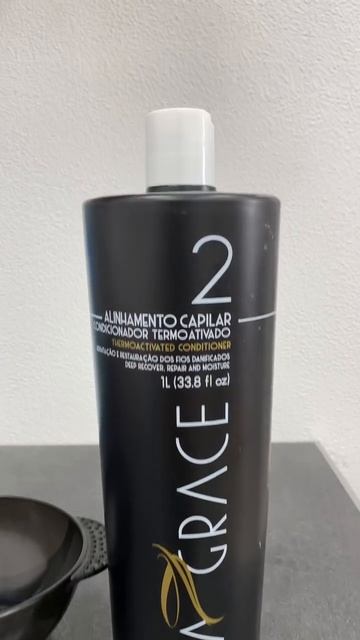 2
ALINHAMENTO CAPILAR
CONDICIONADOR TERMOATIVADO
THERMOACTIVATED CONDITIONER
E RESTAURAÇÃO DOS FIOS DANIFICADOS
DEEP RECOVER, REPAIR AND MOISTURE
1L (33.8 fl oz)
GRACE